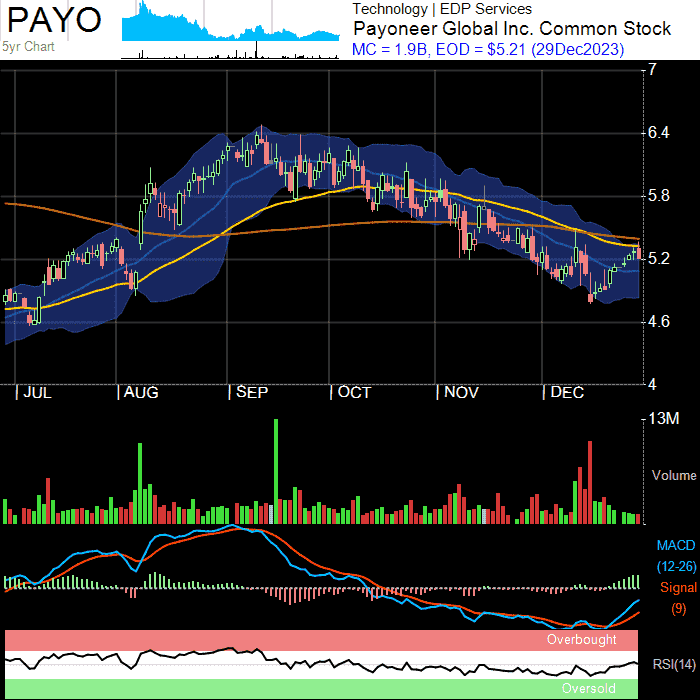 PAYO
5yr Chart
Technology | EDP Services
Payoneer Global Inc. Common Stock
MC = 1.9B, EOD = $5.21 (29Dec2023)
7
6.4
5.8
5.2
4.6
4
JUL
AUG
SEP
OCT
NOV
DEC
13M
Volume
MACD
(12-26)
Signal
(9)
Overbought
RSI(14)
Oversold